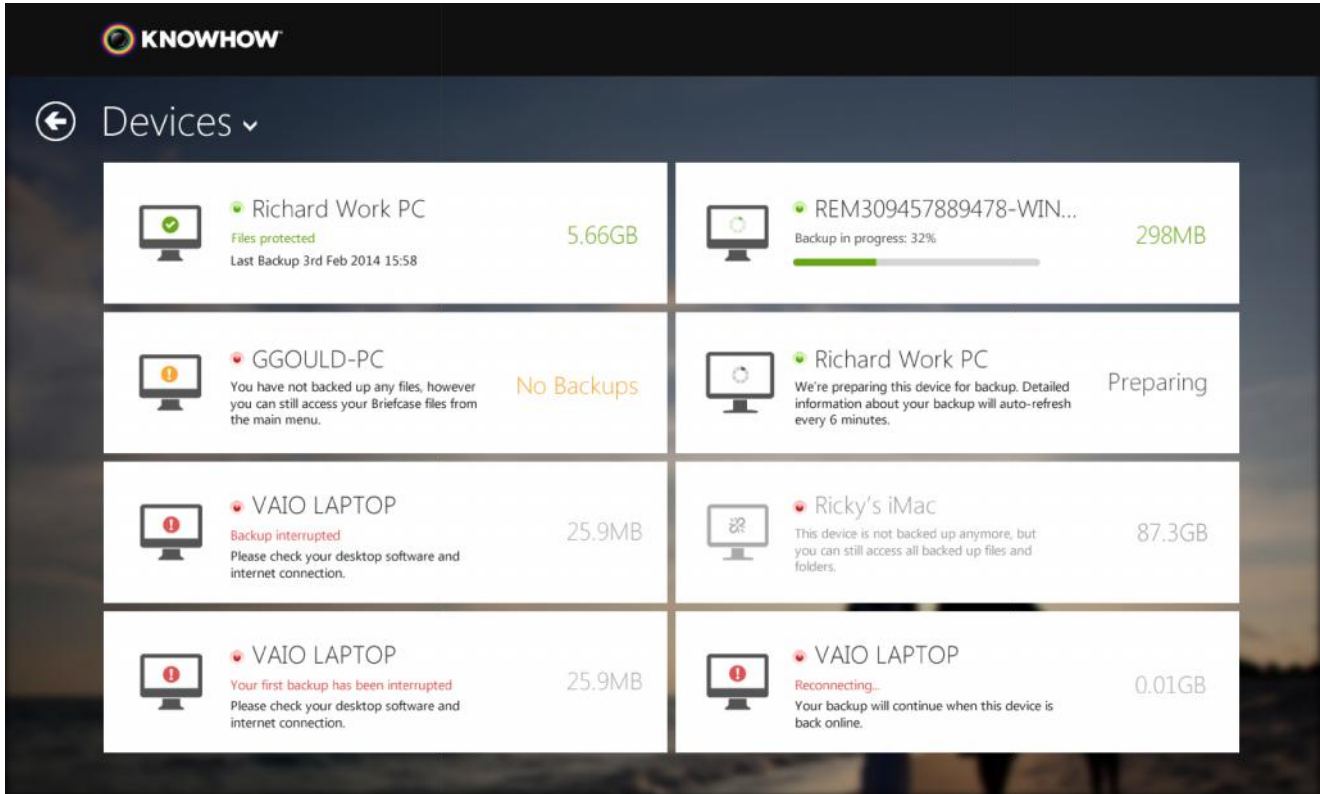 KNOWHOW
Devices
Richard Work PC
Files protected
Last Backup 3rd Feb 2014 15:58
5.66GB
REM309457889478-WIN...
Backup in progress: 32%
298MB
GGOULD-PC
You have not backed up any files, however
you can still access your Briefcase files from
the main menu.
No Backups
Richard Work PC
We're preparing this device for backup. Detailed
information about your backup will auto-refresh
every 6 minutes.
Preparing
VAIO LAPTOP
Backup interrupted
Please check your desktop software and
internet connection.
25.9MB
Ricky's iMac
This device is not backed up anymore, but
you can still access all backed up files and
folders.
87.3GB
VAIO LAPTOP
Your first backup has been interrupted
Please check your desktop software and
internet connection.
25.9MB
VAIO LAPTOP
Reconnecting...
Your backup will continue when this device is
back online.
0.01GB